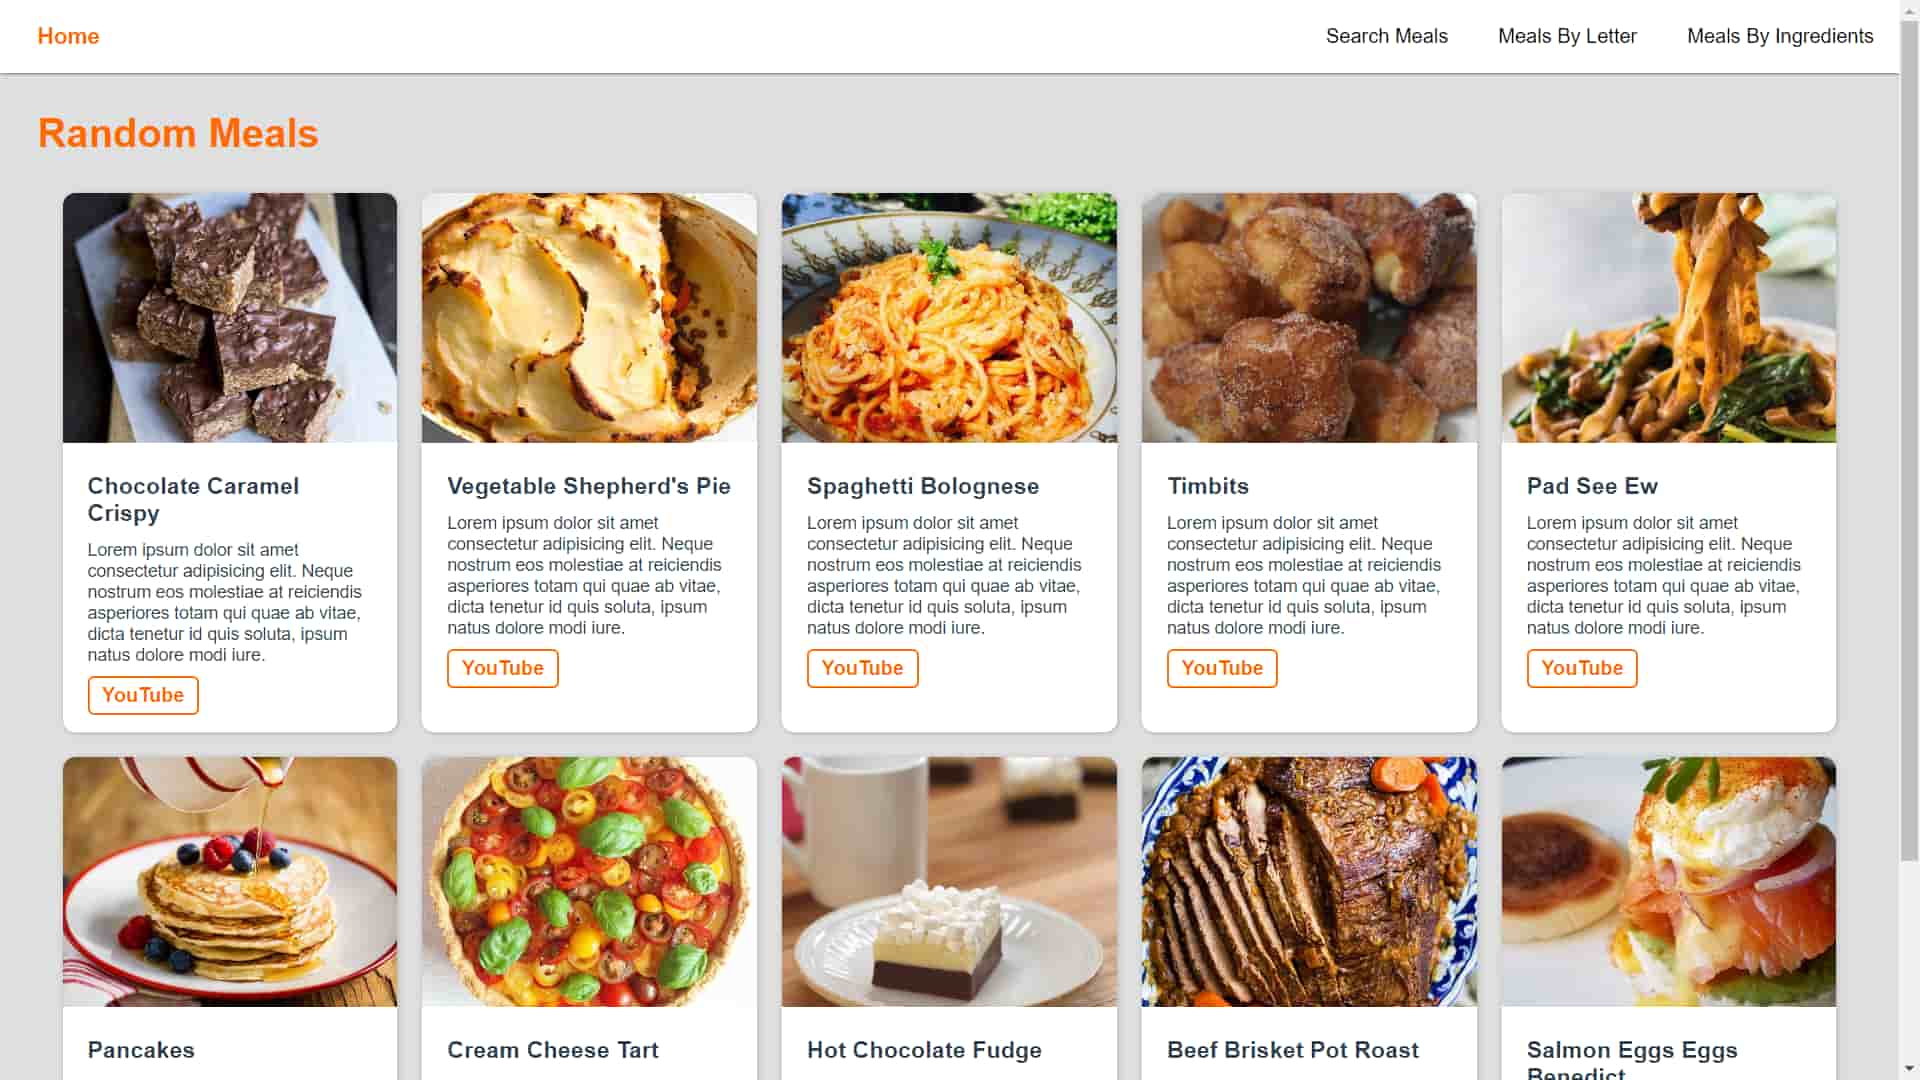 Home
Search Meals
Meals By Letter
Meals By Ingredients
Random Meals
Chocolate Caramel
Crispy
Lorem ipsum dolor sit amet
consectetur adipisicing elit. Neque
nostrum eos molestiae at reiciendis
asperiores totam qui quae ab vitae,
dicta tenetur id quis soluta, ipsum
natus dolore modi iure.
YouTube
Vegetable Shepherd's Pie
Lorem ipsum dolor sit amet
consectetur adipisicing elit. Neque
nostrum eos molestiae at reiciendis
asperiores totam qui quae ab vitae,
dicta tenetur id quis soluta, ipsum
natus dolore modi iure.
YouTube
Spaghetti Bolognese
Lorem ipsum dolor sit amet
consectetur adipisicing elit. Neque
nostrum eos molestiae at reiciendis
asperiores totam qui quae ab vitae,
dicta tenetur id quis soluta, ipsum
natus dolore modi iure.
YouTube
Timbits
Lorem ipsum dolor sit amet
consectetur adipisicing elit. Neque
nostrum eos molestiae at reiciendis
asperiores totam qui quae ab vitae,
dicta tenetur id quis soluta, ipsum
natus dolore modi iure.
YouTube
Pad See Ew
Lorem ipsum dolor sit amet
consectetur adipisicing elit. Neque
nostrum eos molestiae at reiciendis
asperiores totam qui quae ab vitae,
dicta tenetur id quis soluta, ipsum
natus dolore modi iure.
YouTube
Pancakes
Cream Cheese Tart
Hot Chocolate Fudge
Beef Brisket Pot Roast
Salmon Eggs Eggs
Benedict